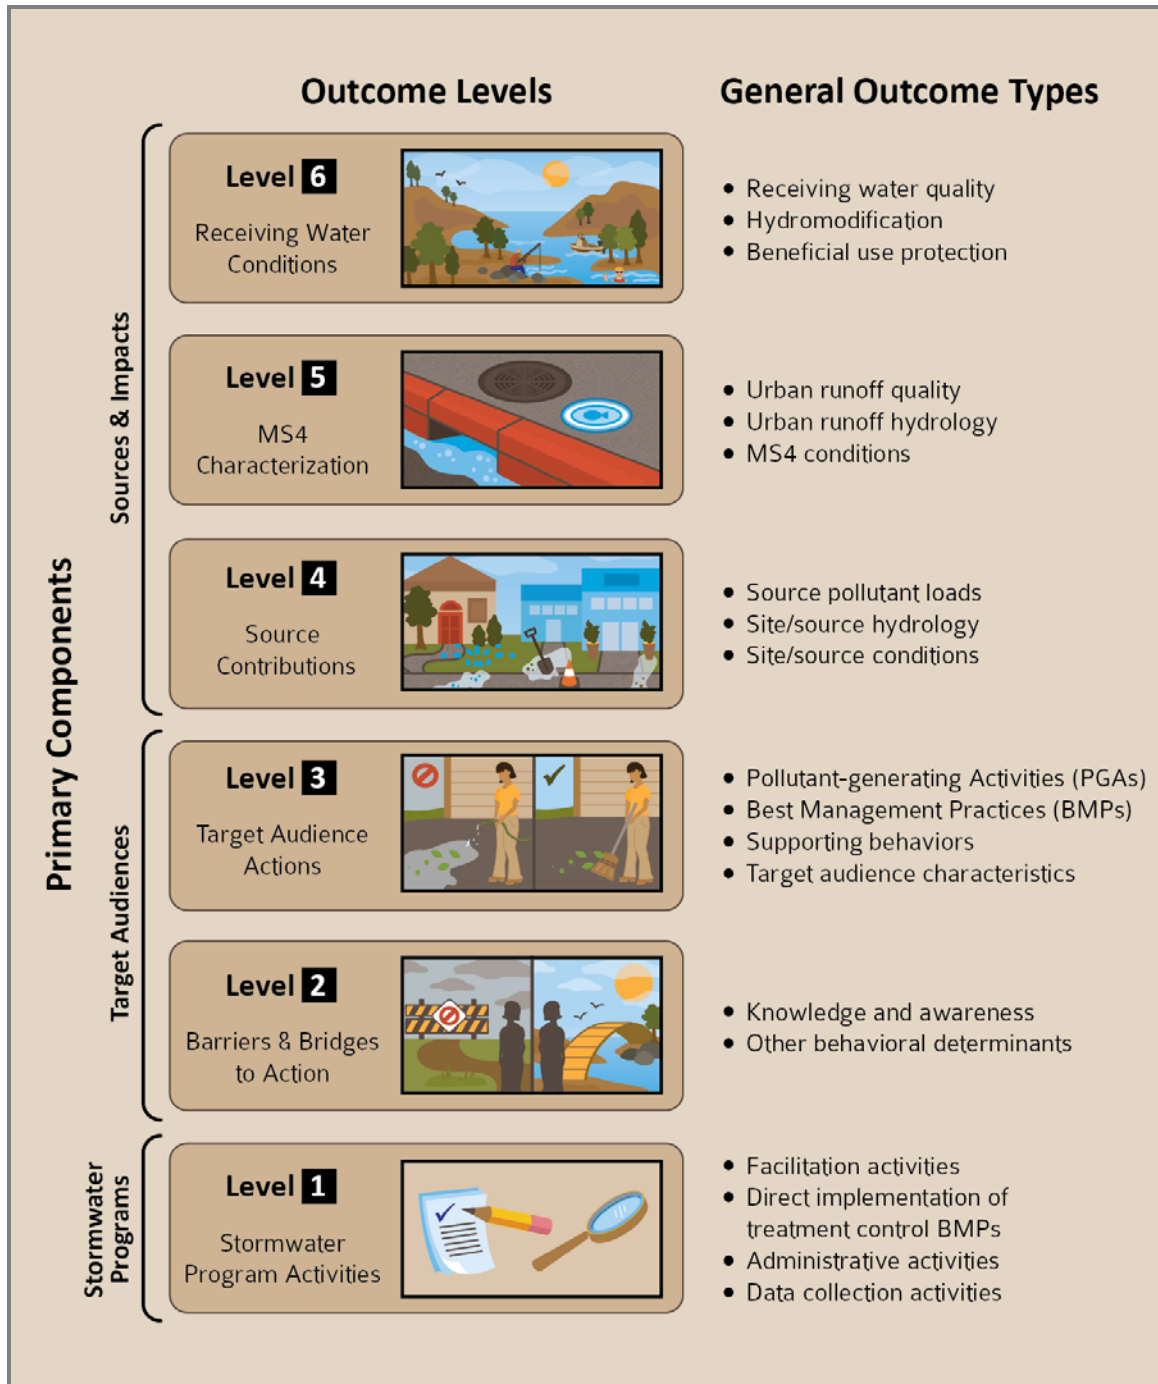 Outcome Levels
General Outcome Types
Primary Components
Sources & Impacts
Level 6
Receiving Water
Conditions
• Receiving water quality
• Hydromodification
• Beneficial use protection
Level 5
MS4
Characterization
• Urban runoff quality
• Urban runoff hydrology
• MS4 conditions
Level 4
Source
Contributions
• Source pollutant loads
• Site/source hydrology
• Site/source conditions
Target Audiences
Level 3
Target Audience
Actions
• Pollutant-generating Activities (PGAs)
• Best Management Practices (BMPs)
• Supporting behaviors
• Target audience characteristics
Level 2
Barriers & Bridges
to Action
• Knowledge and awareness
• Other behavioral determinants
Stormwater
Programs
Level 1
Stormwater
Program Activities
• Facilitation activities
• Direct implementation of
treatment control BMPs
• Administrative activities
• Data collection activities